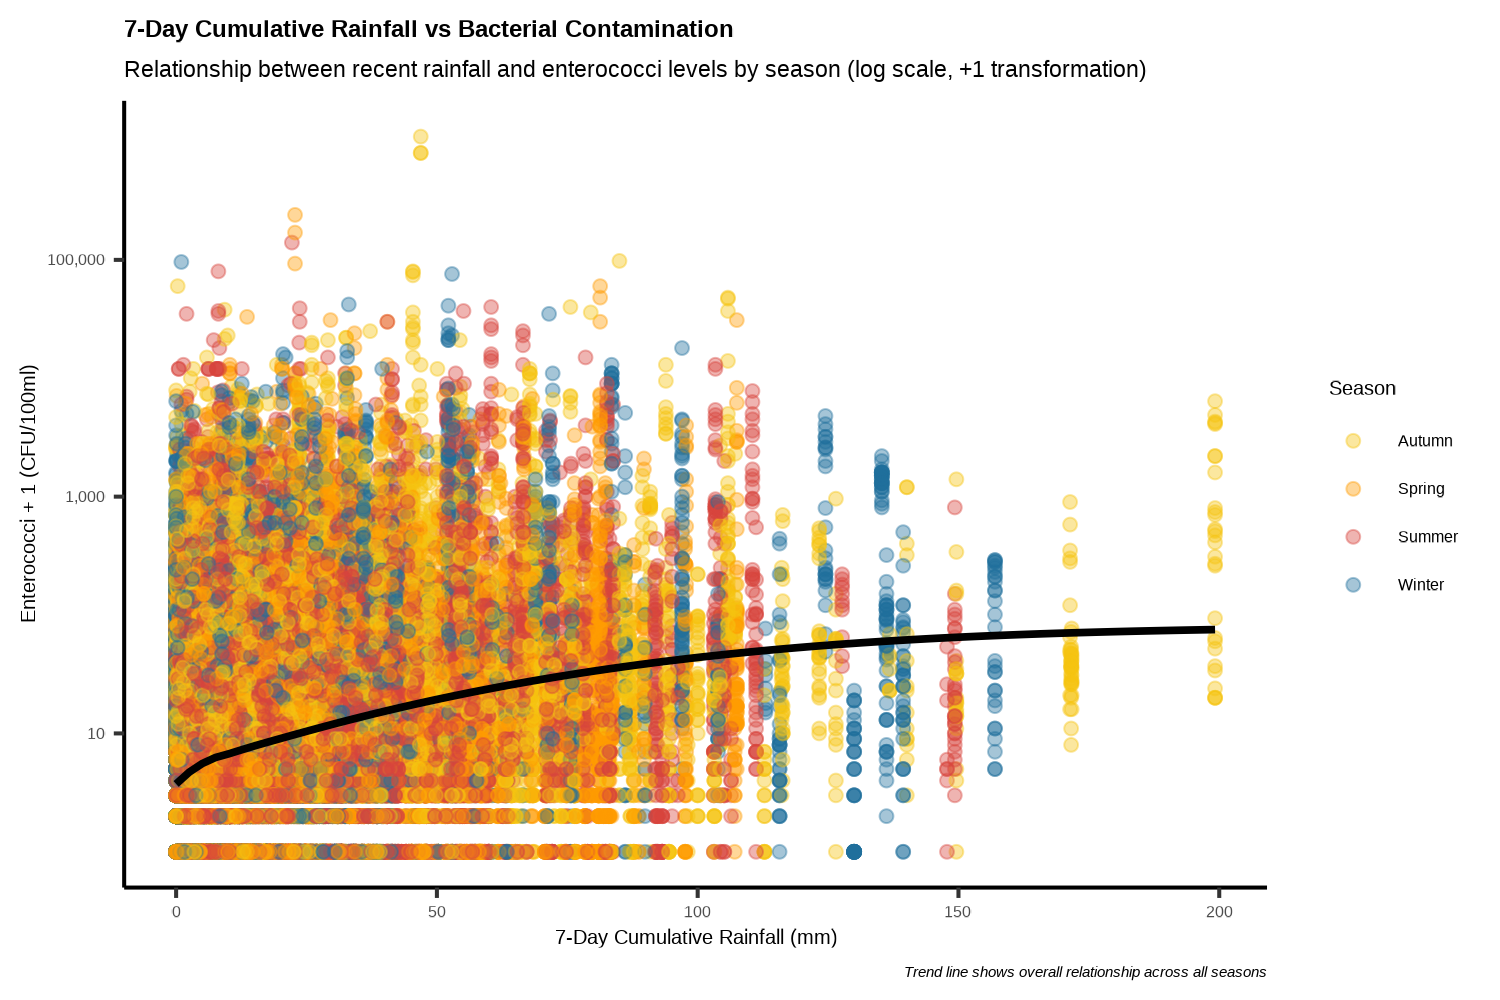 7-Day Cumulative Rainfall vs Bacterial Contamination
Relationship between recent rainfall and enterococci levels by season (log scale, +1 transformation)
Enterococci + 1 (CFU/100ml)
100,000
1,000
10
0
50
100
150
200
7-Day Cumulative Rainfall (mm)
Season
Autumn
Spring
Summer
Winter
Trend line shows overall relationship across all seasons